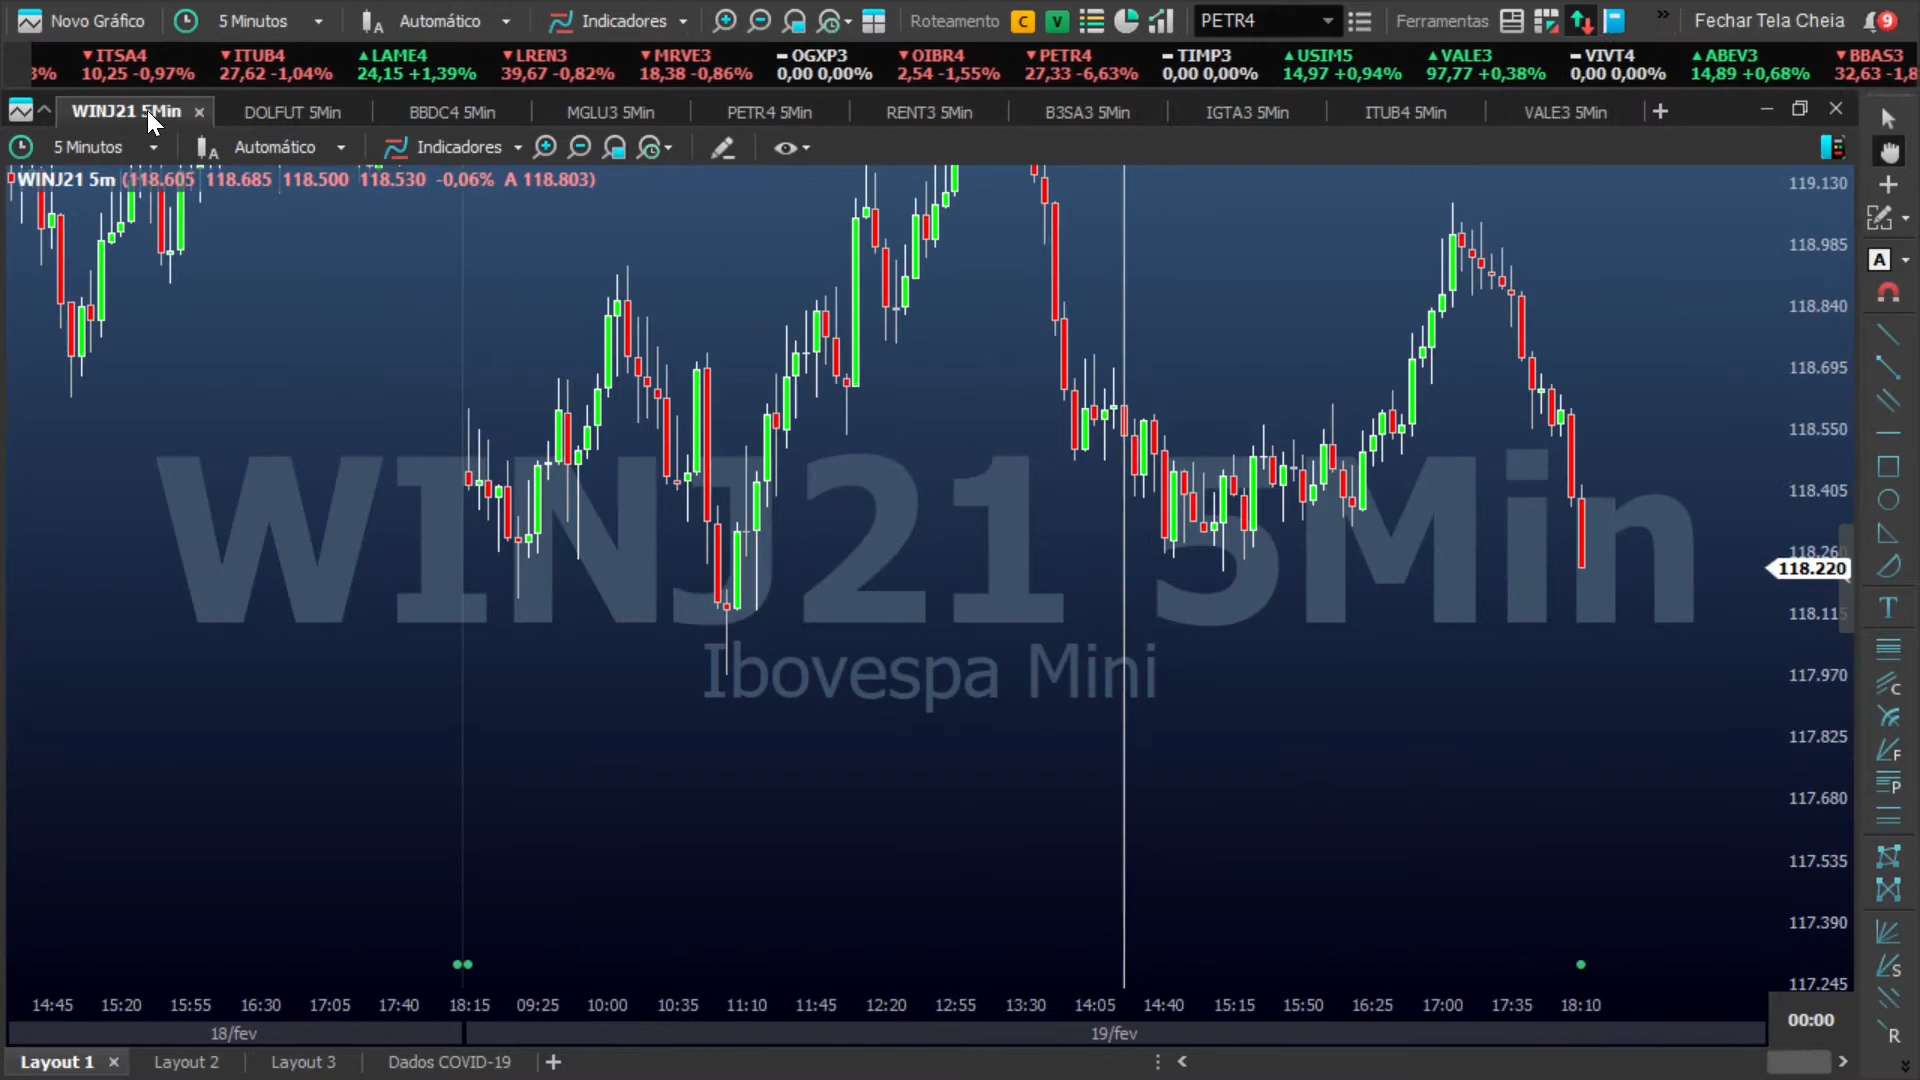 Novo Gráfico 5 Minutos Automático Indicadores Roteamento C V PETR4 Ferramentas » Fechar Tela Cheia 9
ITSA4 ITUB4 LAME4 LREN3 MRVE3 OGXP3 OIBR4 PETR4 TIMP3 USIM5 VALE3 VIVT4 ABEV3 BBAS3
3% 10,25 -0,97% 27,62 -1,04% 24,15 +1,39% 39,67 -0,82% 18,38 -0,86% 0,00 0,00% 2,54 -1,55% 27,33 -6,63% 0,00 0,00% 14,97 +0,94% 97,77 +0,38% 0,00 0,00% 14,89 +0,68% 32,63 -1,8
WINJ21 5Min DOLFUT 5Min BBDC4 5Min MGLU3 5Min PETR4 5Min RENT3 5Min B3SA3 5Min IGTA3 5Min ITUB4 5Min VALE3 5Min
5 Minutos Automático Indicadores
WINJ21 5m (118.605 118.685 118.500 118.530 -0,06% A 118.803)
119.130
118.985
118.840
118.695
118.550
118.405
118.260
118.220
118.115
117.970
117.825
117.680
117.535
117.390
117.245
WINJ21 5Min
Ibovespa Mini
A
T
C
F
P
S
R
14:45 15:20 15:55 16:30 17:05 17:40 18:15 09:25 10:00 10:35 11:10 11:45 12:20 12:55 13:30 14:05 14:40 15:15 15:50 16:25 17:00 17:35 18:10
00:00
18/fev 19/fev
Layout 1 Layout 2 Layout 3 Dados COVID-19